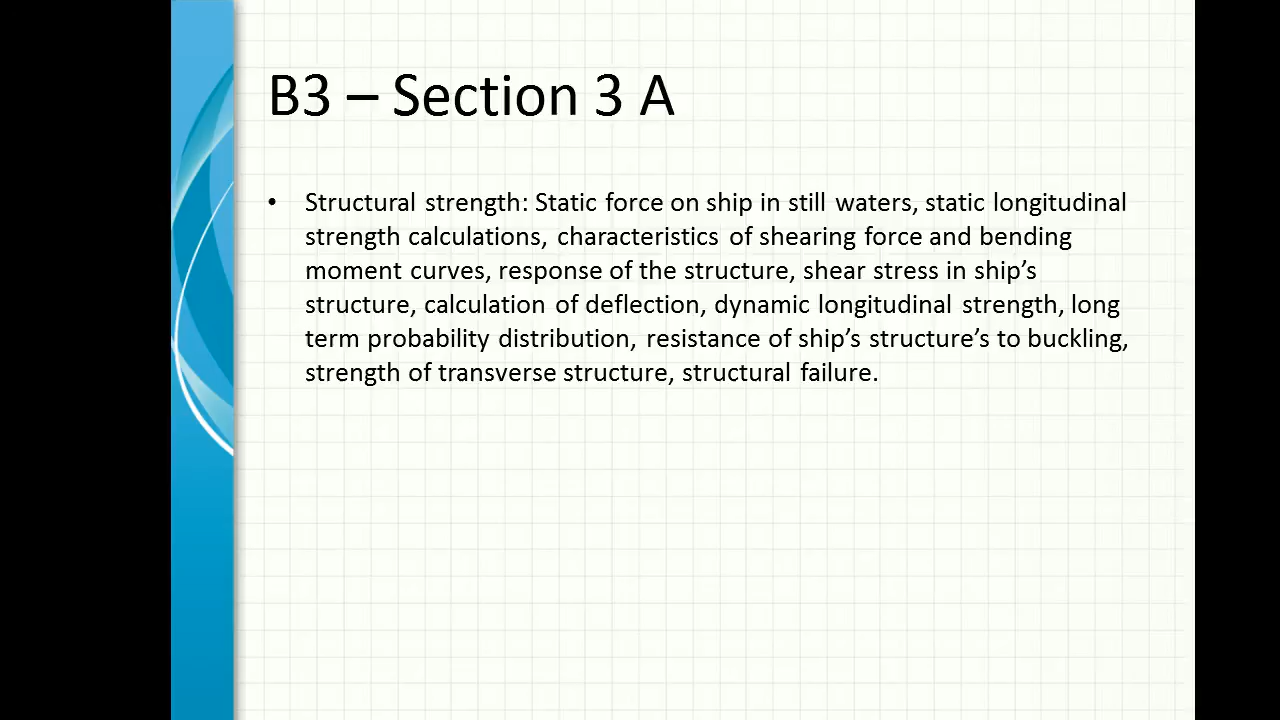 B3 – Section 3 A
• Structural strength: Static force on ship in still waters, static longitudinal
strength calculations, characteristics of shearing force and bending
moment curves, response of the structure, shear stress in ship’s
structure, calculation of deflection, dynamic longitudinal strength, long
term probability distribution, resistance of ship’s structure’s to buckling,
strength of transverse structure, structural failure.